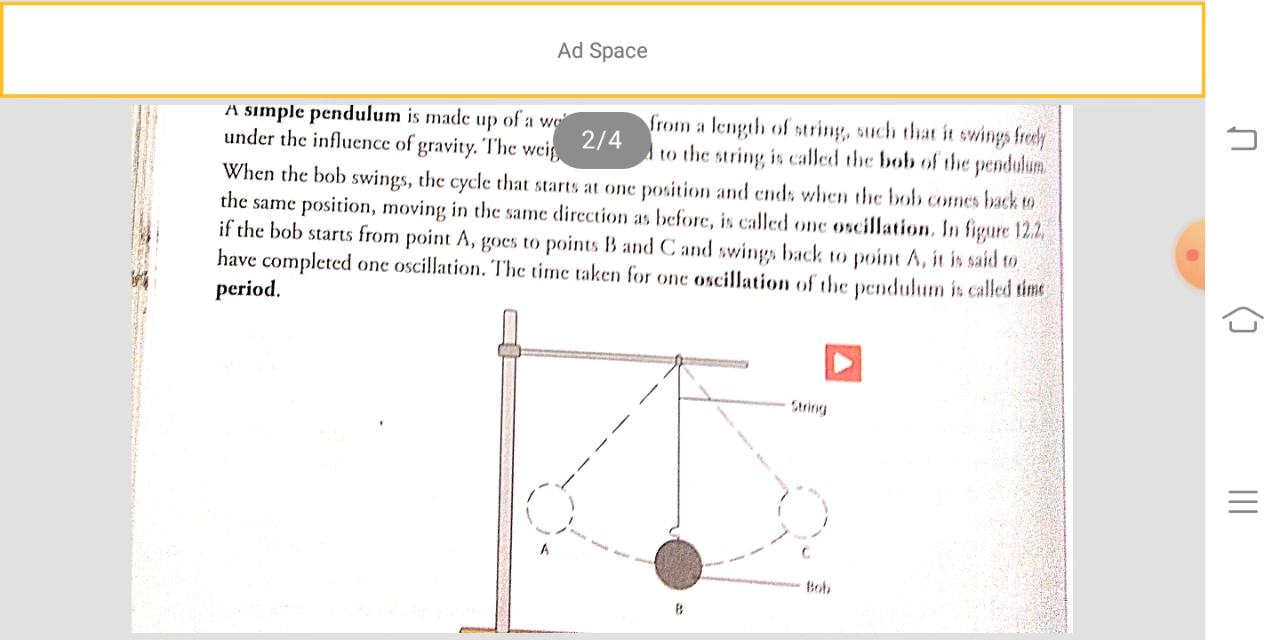 Ad Space
A simple pendulum is made up of a from a length of string, such that it swings freely
2/4
under the influence of gravity. The to the string is called the bob of the pendulum.
When the bob swings, the cycle that starts at one position and ends when the bob comes back to
the same position, moving in the same direction as before, is called one oscillation. In figure 12.2,
if the bob starts from point A, goes to points B and C and swings back to point A, it is said to
have completed one oscillation. The time taken for one oscillation of the pendulum is called time
period.
String
A
C
Bob
B